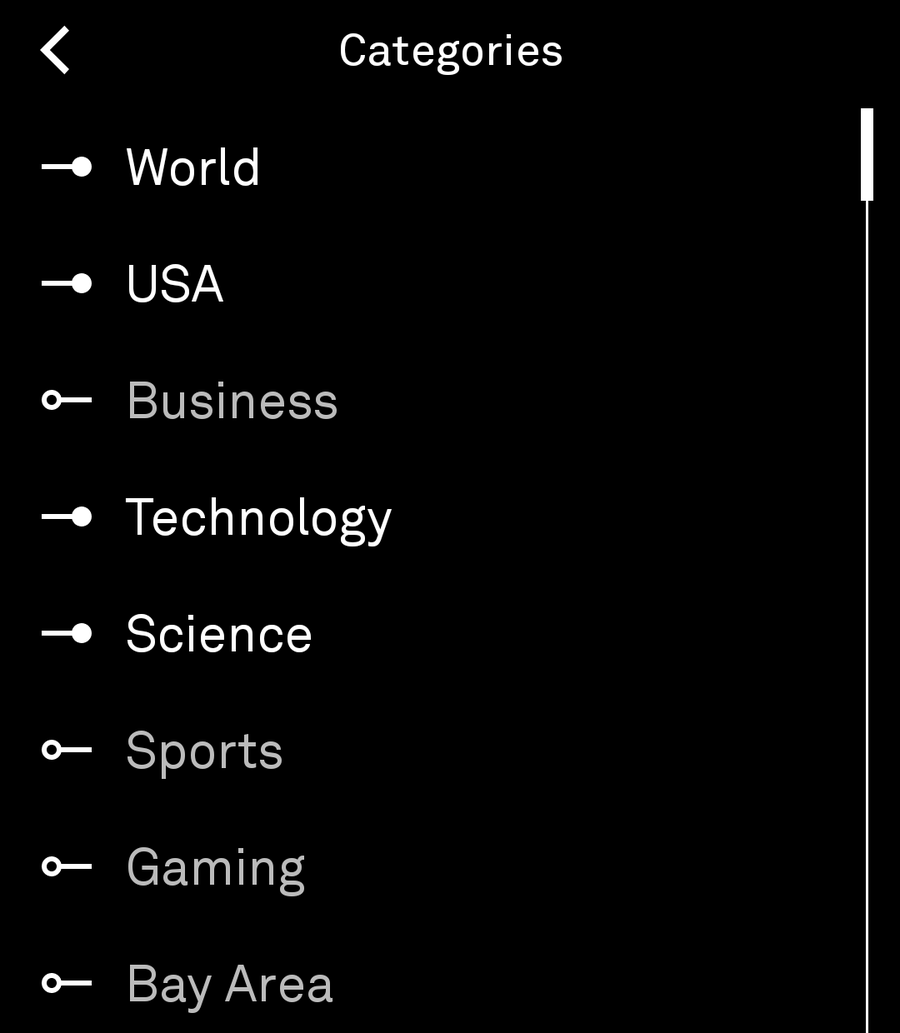 Categories
World
USA
Business
Technology
Science
Sports
Gaming
Bay Area